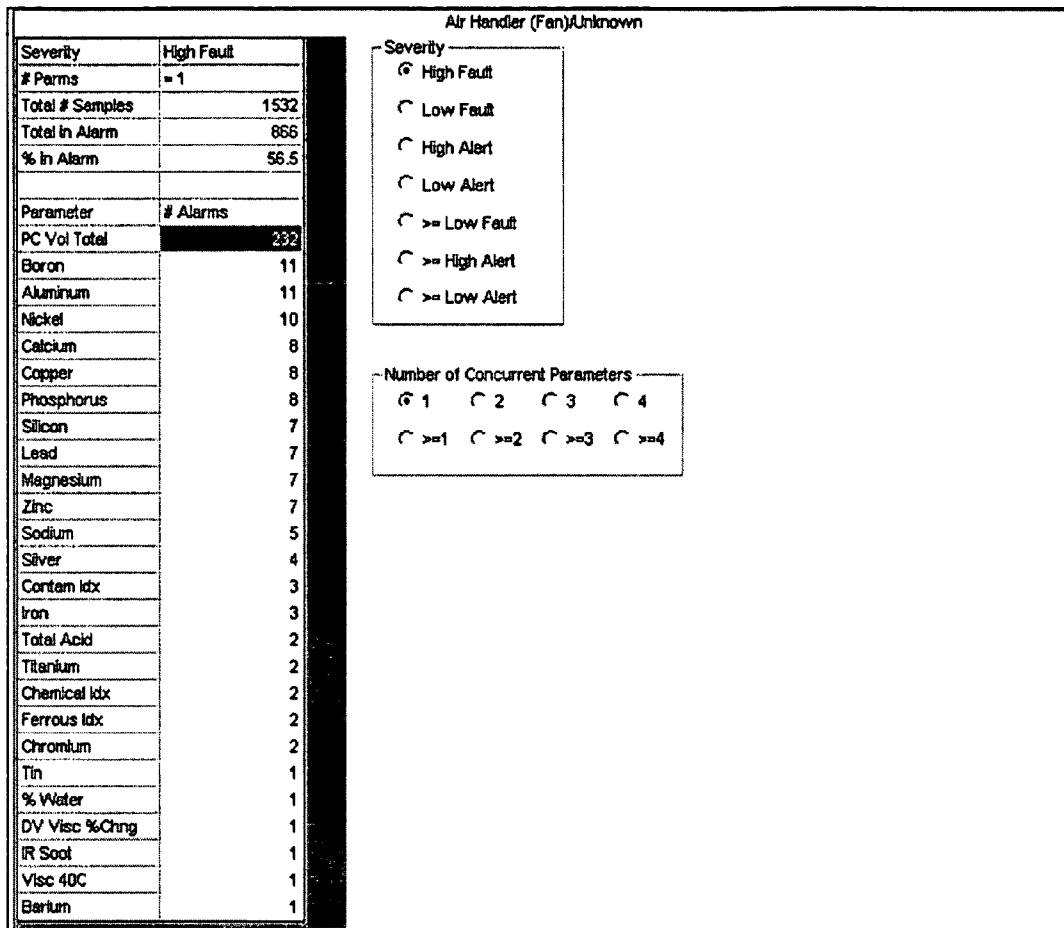 Air Handler (Fan)/Unknown
Severity High Fault
# Parms = 1
Total # Samples 1532
Total in Alarm 866
% in Alarm 56.5
Parameter # Alarms
PC Vol Total 232
Boron 11
Aluminum 11
Nickel 10
Calcium 8
Copper 8
Phosphorus 8
Silicon 7
Lead 7
Magnesium 7
Zinc 7
Sodium 5
Silver 4
Contam Idx 3
Iron 3
Total Acid 2
Titanium 2
Chemical Idx 2
Ferrous Idx 2
Chromium 2
Tin 1
% Water 1
DV Visc %Chng 1
IR Soot 1
Visc 40C 1
Barium 1
Severity
High Fault
Low Fault
High Alert
Low Alert
>= Low Fault
>= High Alert
>= Low Alert
Number of Concurrent Parameters
1 2 3 4
>=1 >=2 >=3 >=4